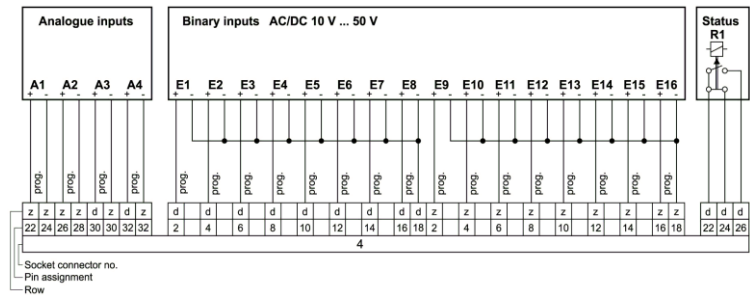 Analogue inputs
Binary inputs AC/DC 10 V ... 50 V
Status
R1
A1 A2 A3 A4
+ - + - + - + -
E1 E2 E3 E4 E5 E6 E7 E8 E9 E10 E11 E12 E13 E14 E15 E16
+ - + - + - + - + - + - + - + - + - + - + - + - + - + - + - + -
prog. prog. prog. prog. prog. prog. prog. prog. prog. prog. prog. prog. prog. prog. prog. prog. prog. prog. prog. prog.
z z z z d z d z d d d d d d d d d z z z z z z z z z d d d
22 24 26 28 30 30 32 32 2 4 6 8 10 12 14 16 18 2 4 6 8 10 12 14 16 18 22 24 26
4
Socket connector no.
Pin assignment
Row